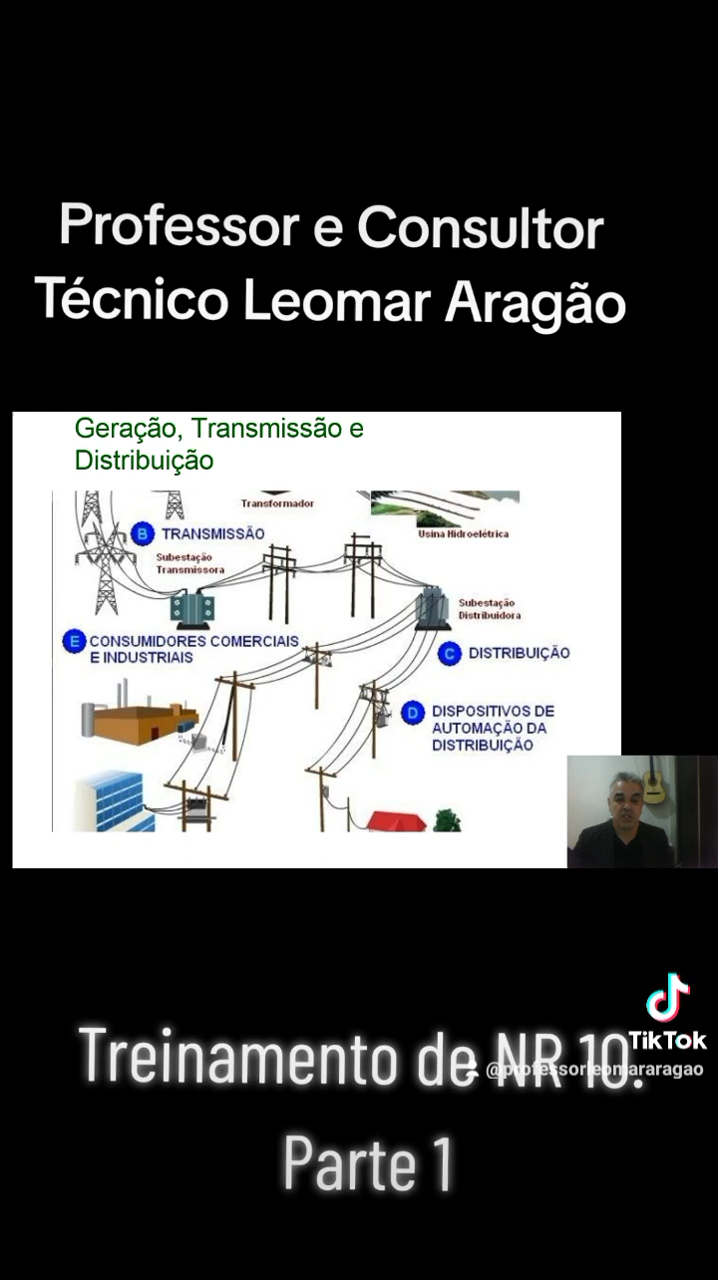 Professor e Consultor
Técnico Leomar Aragão
Geração, Transmissão e
Distribuição
Transformador
Usina Hidroelétrica
B TRANSMISSÃO
Subestação
Transmissora
Subestação
Distribuidora
E CONSUMIDORES COMERCIAIS
E INDUSTRIAIS
C DISTRIBUIÇÃO
D DISPOSITIVOS DE
AUTOMAÇÃO DA
DISTRIBUIÇÃO
TikTok
@professorleomararagao
Treinamento de NR 10.
Parte 1